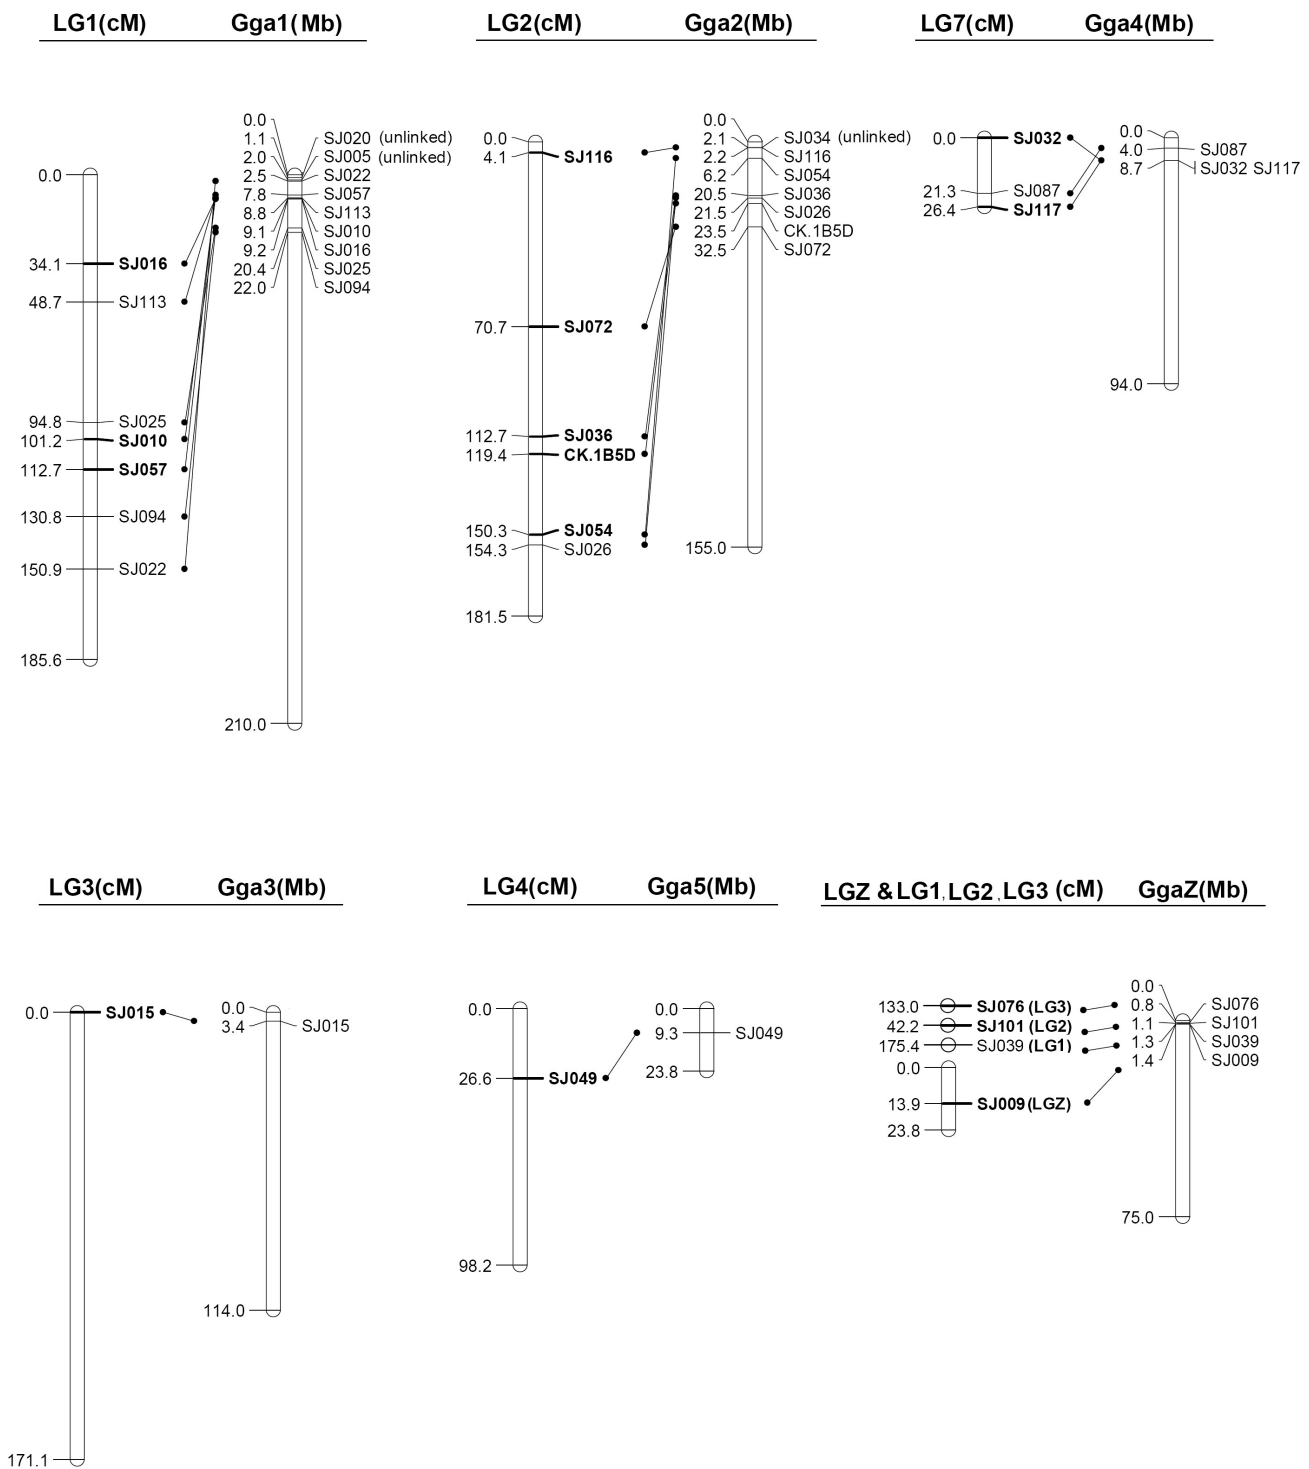 LG1(cM) Gga1(Mb)
0.0
1.1 SJ020 (unlinked)
2.0 SJ005 (unlinked)
0.0 2.5 SJ022
7.8 SJ057
8.8 SJ113
9.1 SJ010
9.2 SJ016
34.1 SJ016 20.4 SJ025
22.0 SJ094
48.7 SJ113
94.8 SJ025
101.2 SJ010
112.7 SJ057
130.8 SJ094
150.9 SJ022
185.6
210.0
LG2(cM) Gga2(Mb)
0.0
0.0 2.1 SJ034 (unlinked)
4.1 SJ116 2.2 SJ116
6.2 SJ054
20.5 SJ036
21.5 SJ026
23.5 CK.1B5D
32.5 SJ072
70.7 SJ072
112.7 SJ036
119.4 CK.1B5D
150.3 SJ054
154.3 SJ026 155.0
181.5
LG7(cM) Gga4(Mb)
0.0 SJ032 0.0
4.0 SJ087
8.7 SJ032 SJ117
21.3 SJ087
26.4 SJ117
94.0
LG3(cM) Gga3(Mb)
0.0 SJ015 0.0
3.4 SJ015
114.0
171.1
LG4(cM) Gga5(Mb)
0.0 0.0
9.3 SJ049
26.6 SJ049 23.8
98.2
LGZ & LG1, LG2, LG3 (cM) GgaZ(Mb)
0.0
133.0 SJ076 (LG3) 0.8 SJ076
42.2 SJ101 (LG2) 1.1 SJ101
175.4 SJ039 (LG1) 1.3 SJ039
0.0 1.4 SJ009
13.9 SJ009 (LGZ)
23.8
75.0